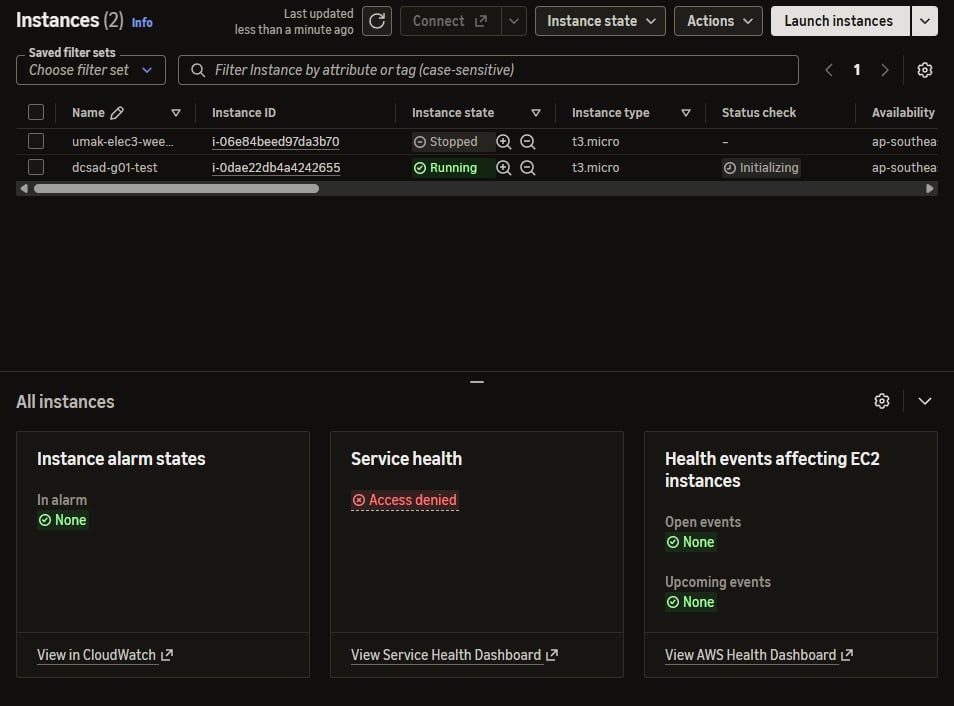 Instances (2) Info
Last updated
less than a minute ago
Connect
Instance state
Actions
Launch instances
Saved filter sets
Choose filter set
Filter Instance by attribute or tag (case-sensitive)
1
Name Instance ID Instance state Instance type Status check Availability
umak-elec3-wee... i-06e84beed97da3b70 Stopped t3.micro – ap-southea
dcsad-g01-test i-0dae22db4a4242655 Running t3.micro Initializing ap-southea
All instances
Instance alarm states
In alarm
None
View in CloudWatch
Service health
Access denied
View Service Health Dashboard
Health events affecting EC2
instances
Open events
None
Upcoming events
None
View AWS Health Dashboard